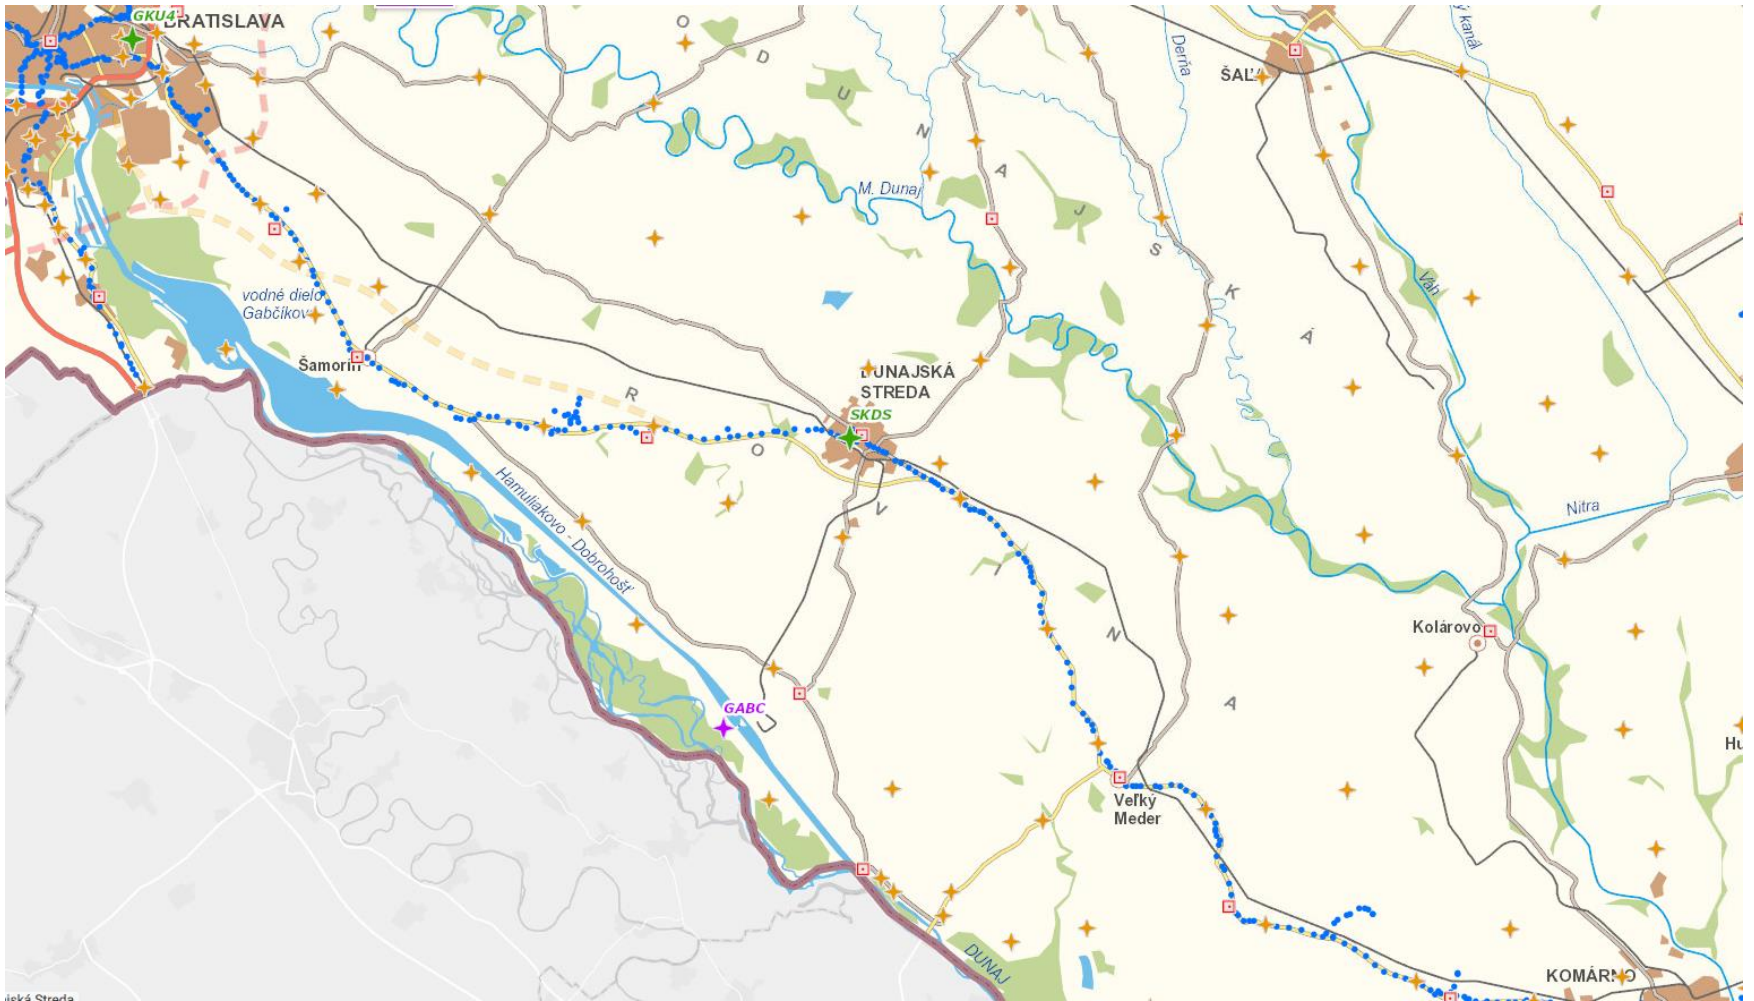 GKU4
BRATISLAVA
O
D
U
N
A
J
S
K
Á
R
O
V
I
N
A
Derňa
ŠAĽA
M. Dunaj
Váh
vodné dielo
Gabčíkovo
Šamorín
DUNAJSKÁ
STREDA
SKDS
Hamuliakovo - Dobrohošť
Nitra
Kolárovo
GABC
Veľký
Meder
Hu
DUNAJ
KOMÁRNO